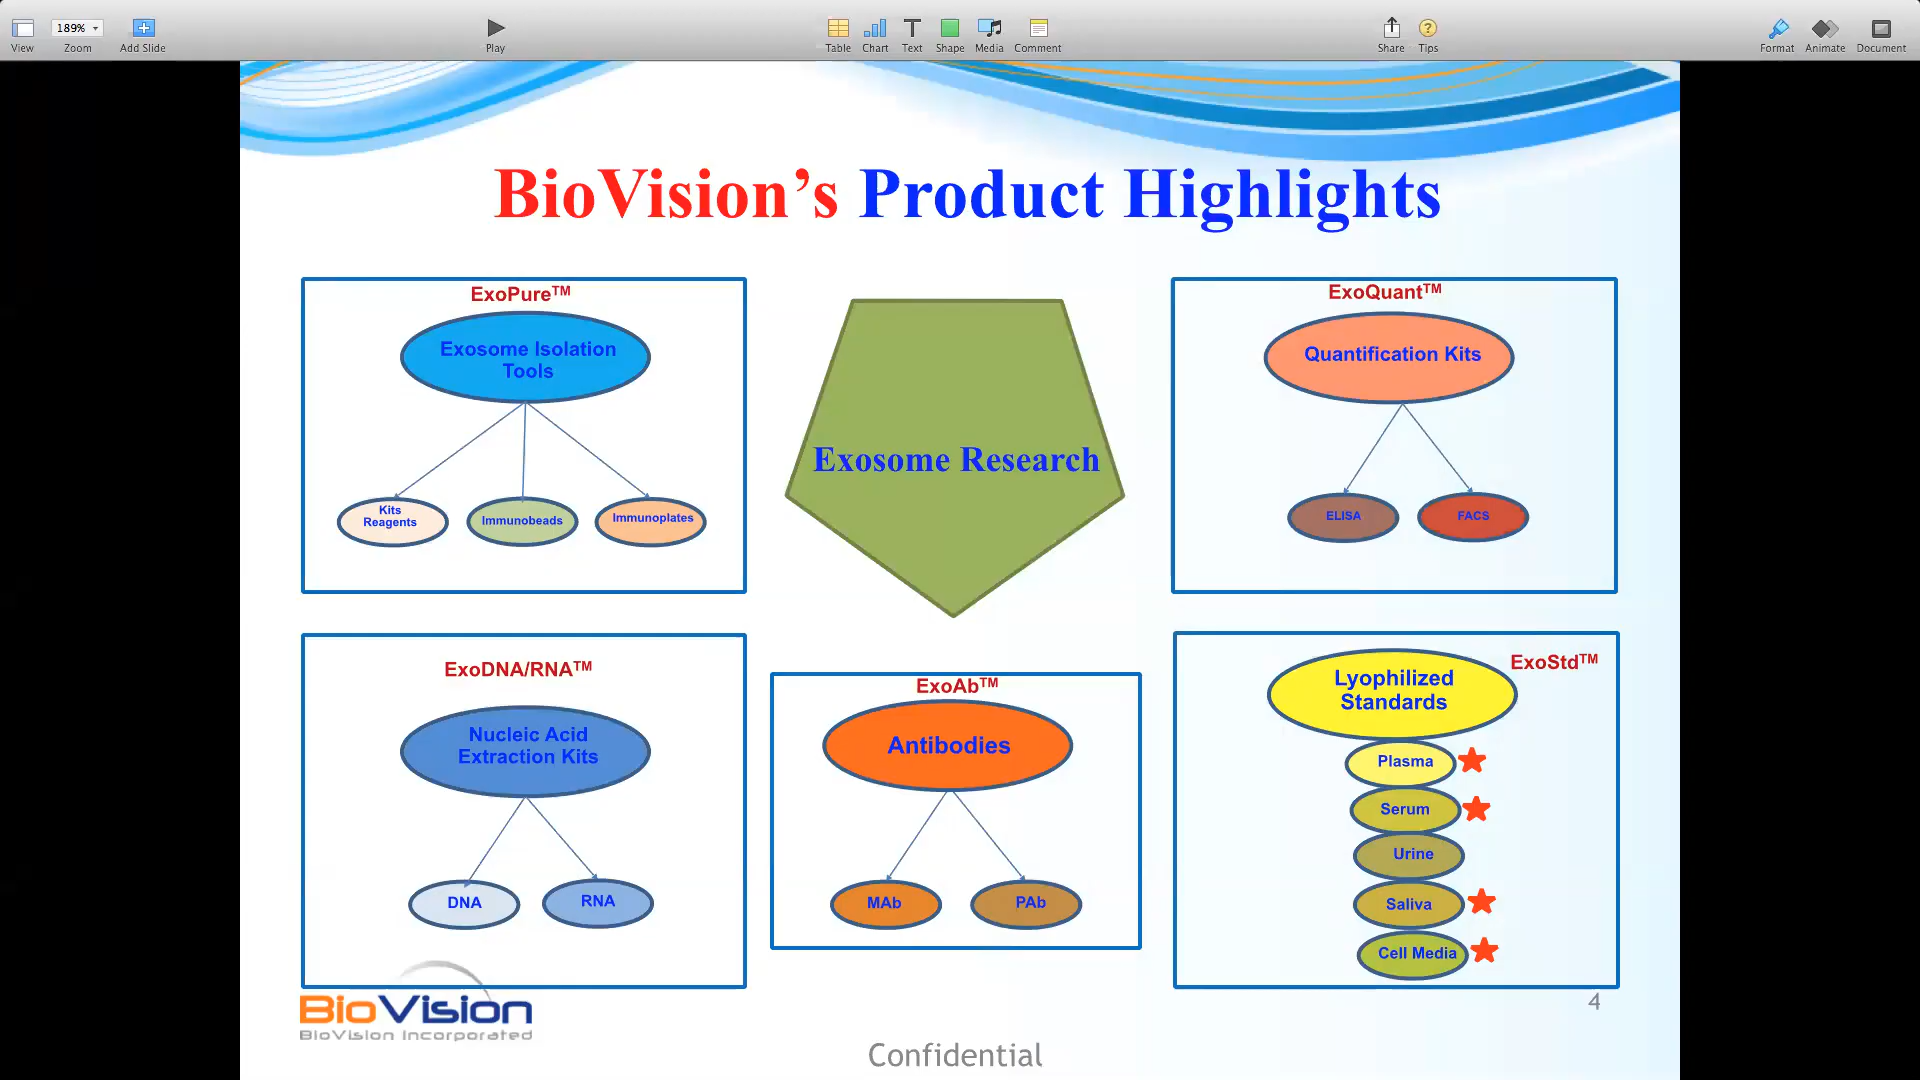 189%
View
Zoom
Add Slide
Play
Table
Chart
Text
Shape
Media
Comment
Share
Tips
Format
Animate
Document
BioVision’s Product Highlights
ExoPure™
Exosome Isolation
Tools
Kits
Reagents
Immunobeads
Immunoplates
Exosome Research
ExoQuant™
Quantification Kits
ELISA
FACS
ExoDNA/RNA™
Nucleic Acid
Extraction Kits
DNA
RNA
ExoAb™
Antibodies
MAb
PAb
ExoStd™
Lyophilized
Standards
Plasma
Serum
Urine
Saliva
Cell Media
BioVision
BioVision Incorporated
4
Confidential